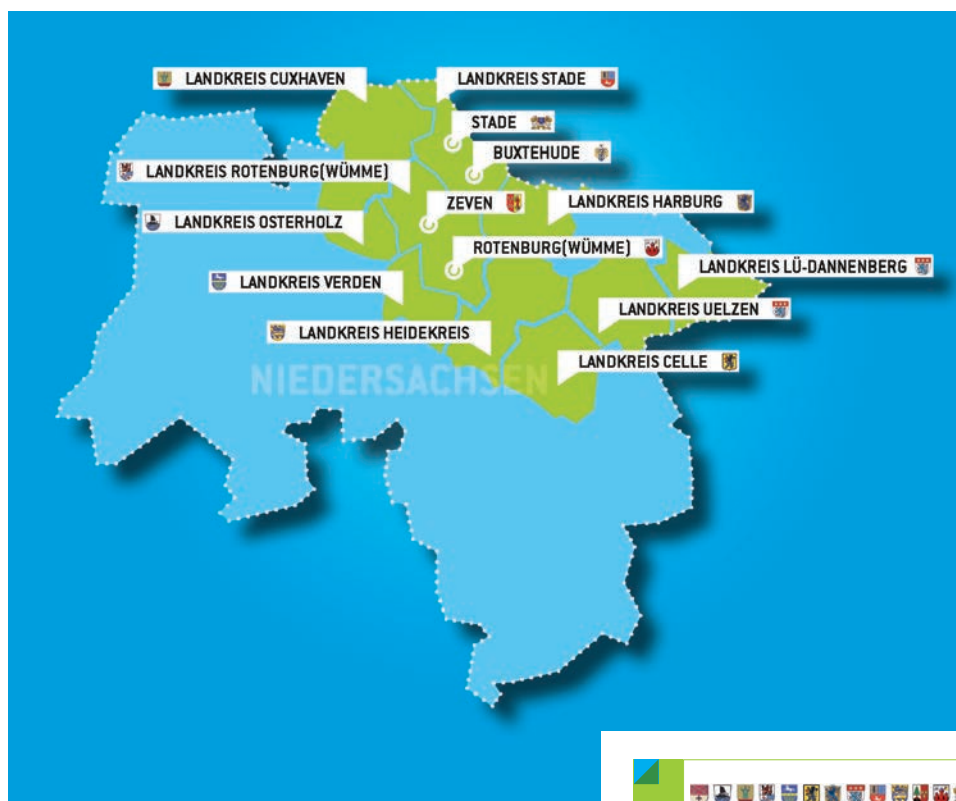 LANDKREIS CUXHAVEN
LANDKREIS STADE
STADE
BUXTEHUDE
LANDKREIS ROTENBURG(WÜMME)
ZEVEN
LANDKREIS HARBURG
LANDKREIS OSTERHOLZ
ROTENBURG(WÜMME)
LANDKREIS LÜ-DANNENBERG
LANDKREIS VERDEN
LANDKREIS UELZEN
LANDKREIS HEIDEKREIS
LANDKREIS CELLE
NIEDERSACHSEN